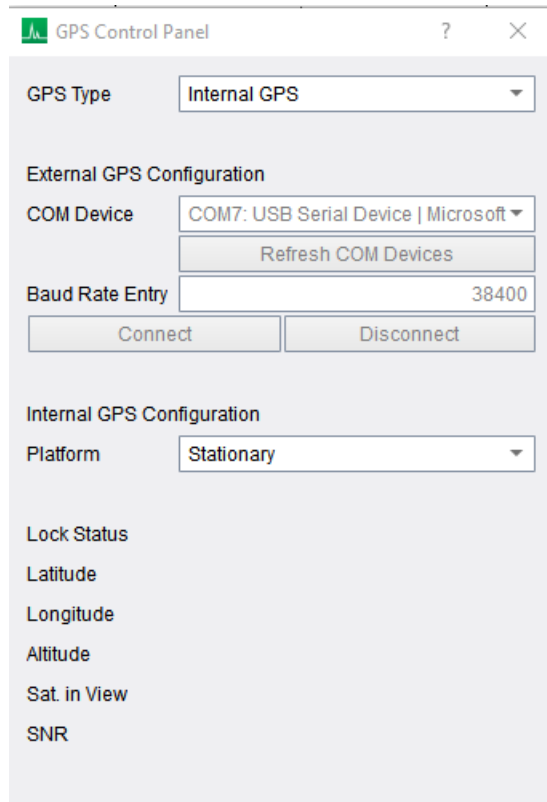 GPS Control Panel ?
GPS Type Internal GPS
External GPS Configuration
COM Device COM7: USB Serial Device | Microsoft
Refresh COM Devices
Baud Rate Entry 38400
Connect Disconnect
Internal GPS Configuration
Platform Stationary
Lock Status
Latitude
Longitude
Altitude
Sat. in View
SNR